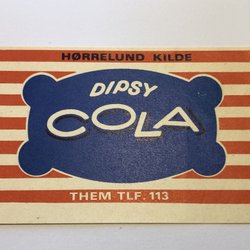 HØRRELUND KILDE
DIPSY
COLA
THEM TLF. 113